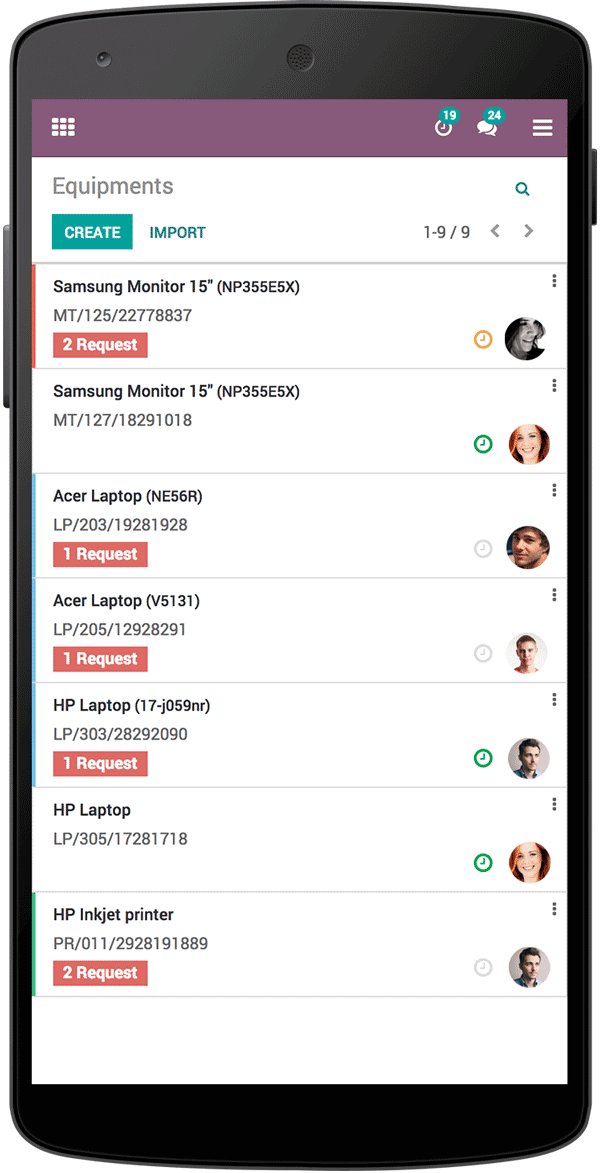 19
24
Equipments
CREATE IMPORT 1-9 / 9
Samsung Monitor 15" (NP355E5X)
MT/125/22778837
2 Request
Samsung Monitor 15" (NP355E5X)
MT/127/18291018
Acer Laptop (NE56R)
LP/203/19281928
1 Request
Acer Laptop (V5131)
LP/205/12928291
1 Request
HP Laptop (17-j059nr)
LP/303/28292090
1 Request
HP Laptop
LP/305/17281718
HP Inkjet printer
PR/011/2928191889
2 Request